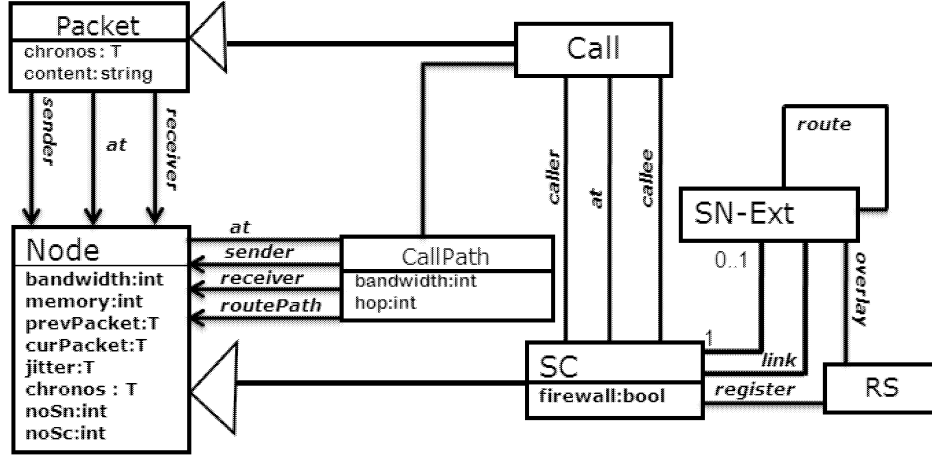 Packet
chronos : T
content: string
sender
at
receiver
Call
caller
at
callee
route
SN-Ext
0..1
overlay
Node
bandwidth:int
memory:int
prevPacket:T
curPacket:T
jitter:T
chronos : T
noSn:int
noSc:int
at
sender
receiver
routePath
CallPath
bandwidth:int
hop:int
1
link
register
SC
firewall:bool
RS